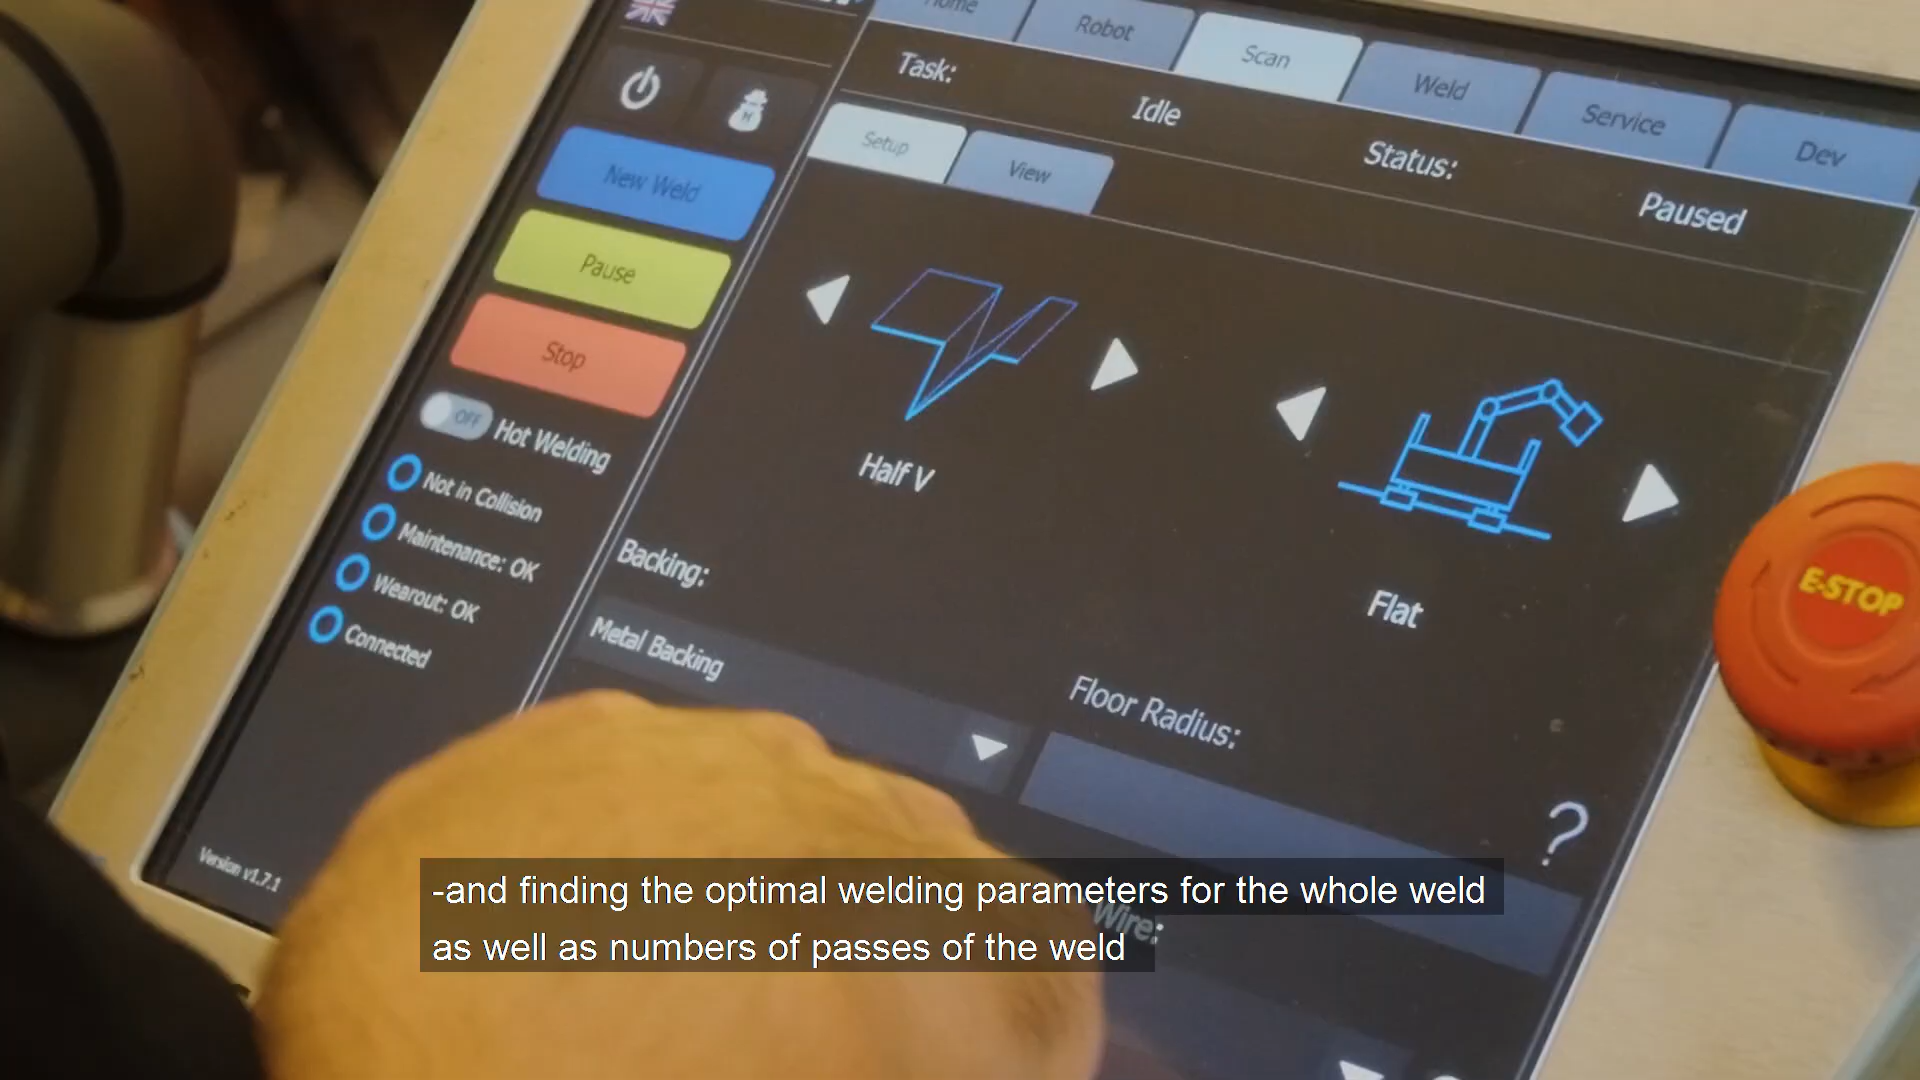 Home
Robot
Scan
Weld
Service
Dev
Task:
Idle
Status:
Paused
Setup
View
H
New Weld
Pause
Stop
OFF
Hot Welding
Not in Collision
Maintenance: OK
Wearout: OK
Connected
Version v1.7.1
Half V
Flat
Backing:
Metal Backing
Floor Radius:
?
Wire:
E-STOP
-and finding the optimal welding parameters for the whole weld
as well as numbers of passes of the weld